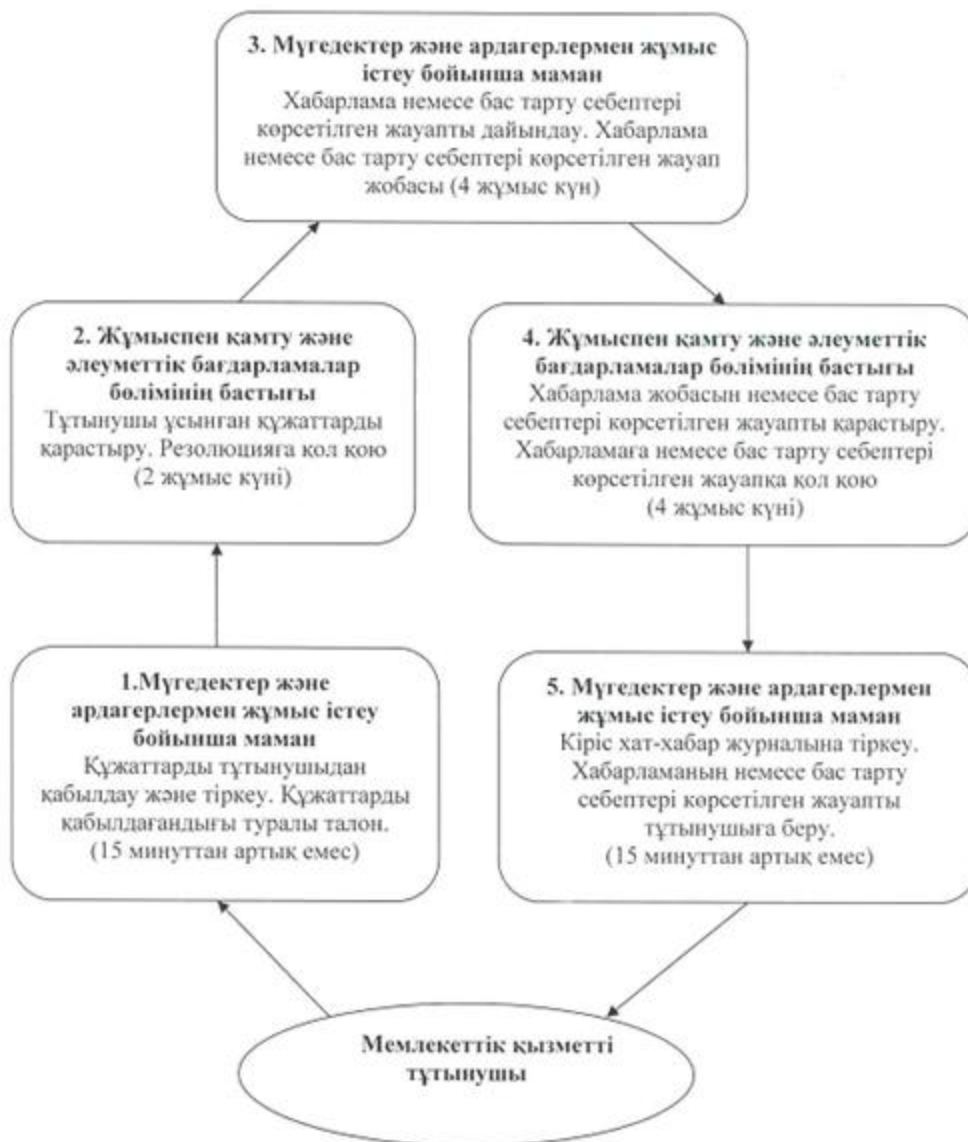 3. Мүгедектер және ардагерлермен жұмыс
істеу бойынша маман
Хабарлама немесе бас тарту себептері
көрсетілген жауапты дайындау. Хабарлама
немесе бас тарту себептері көрсетілген жауап
жобасы (4 жұмыс күн)
2. Жұмыспен қамту және
әлеуметтік бағдарламалар
бөлімінің бастығы
Тұтынушы ұсынған құжаттарды
қарастыру. Резолюцияға қол қою
(2 жұмыс күні)
4. Жұмыспен қамту және әлеуметтік
бағдарламалар бөлімінің бастығы
Хабарлама жобасын немесе бас тарту
себептері көрсетілген жауапты қарастыру.
Хабарламаға немесе бас тарту себептері
көрсетілген жауапқа қол қою
(4 жұмыс күні)
1.Мүгедектер және
ардагерлермен жұмыс істеу
бойынша маман
Құжаттарды тұтынушыдан
қабылдау және тіркеу. Құжаттарды
қабылдағандығы туралы талон.
(15 минуттан артық емес)
5. Мүгедектер және ардагерлермен
жұмыс істеу бойынша маман
Кіріс хат-хабар журналына тіркеу.
Хабарламаның немесе бас тарту
себептері көрсетілген жауапты
тұтынушыға беру.
(15 минуттан артық емес)
Мемлекеттік қызметті
тұтынушы